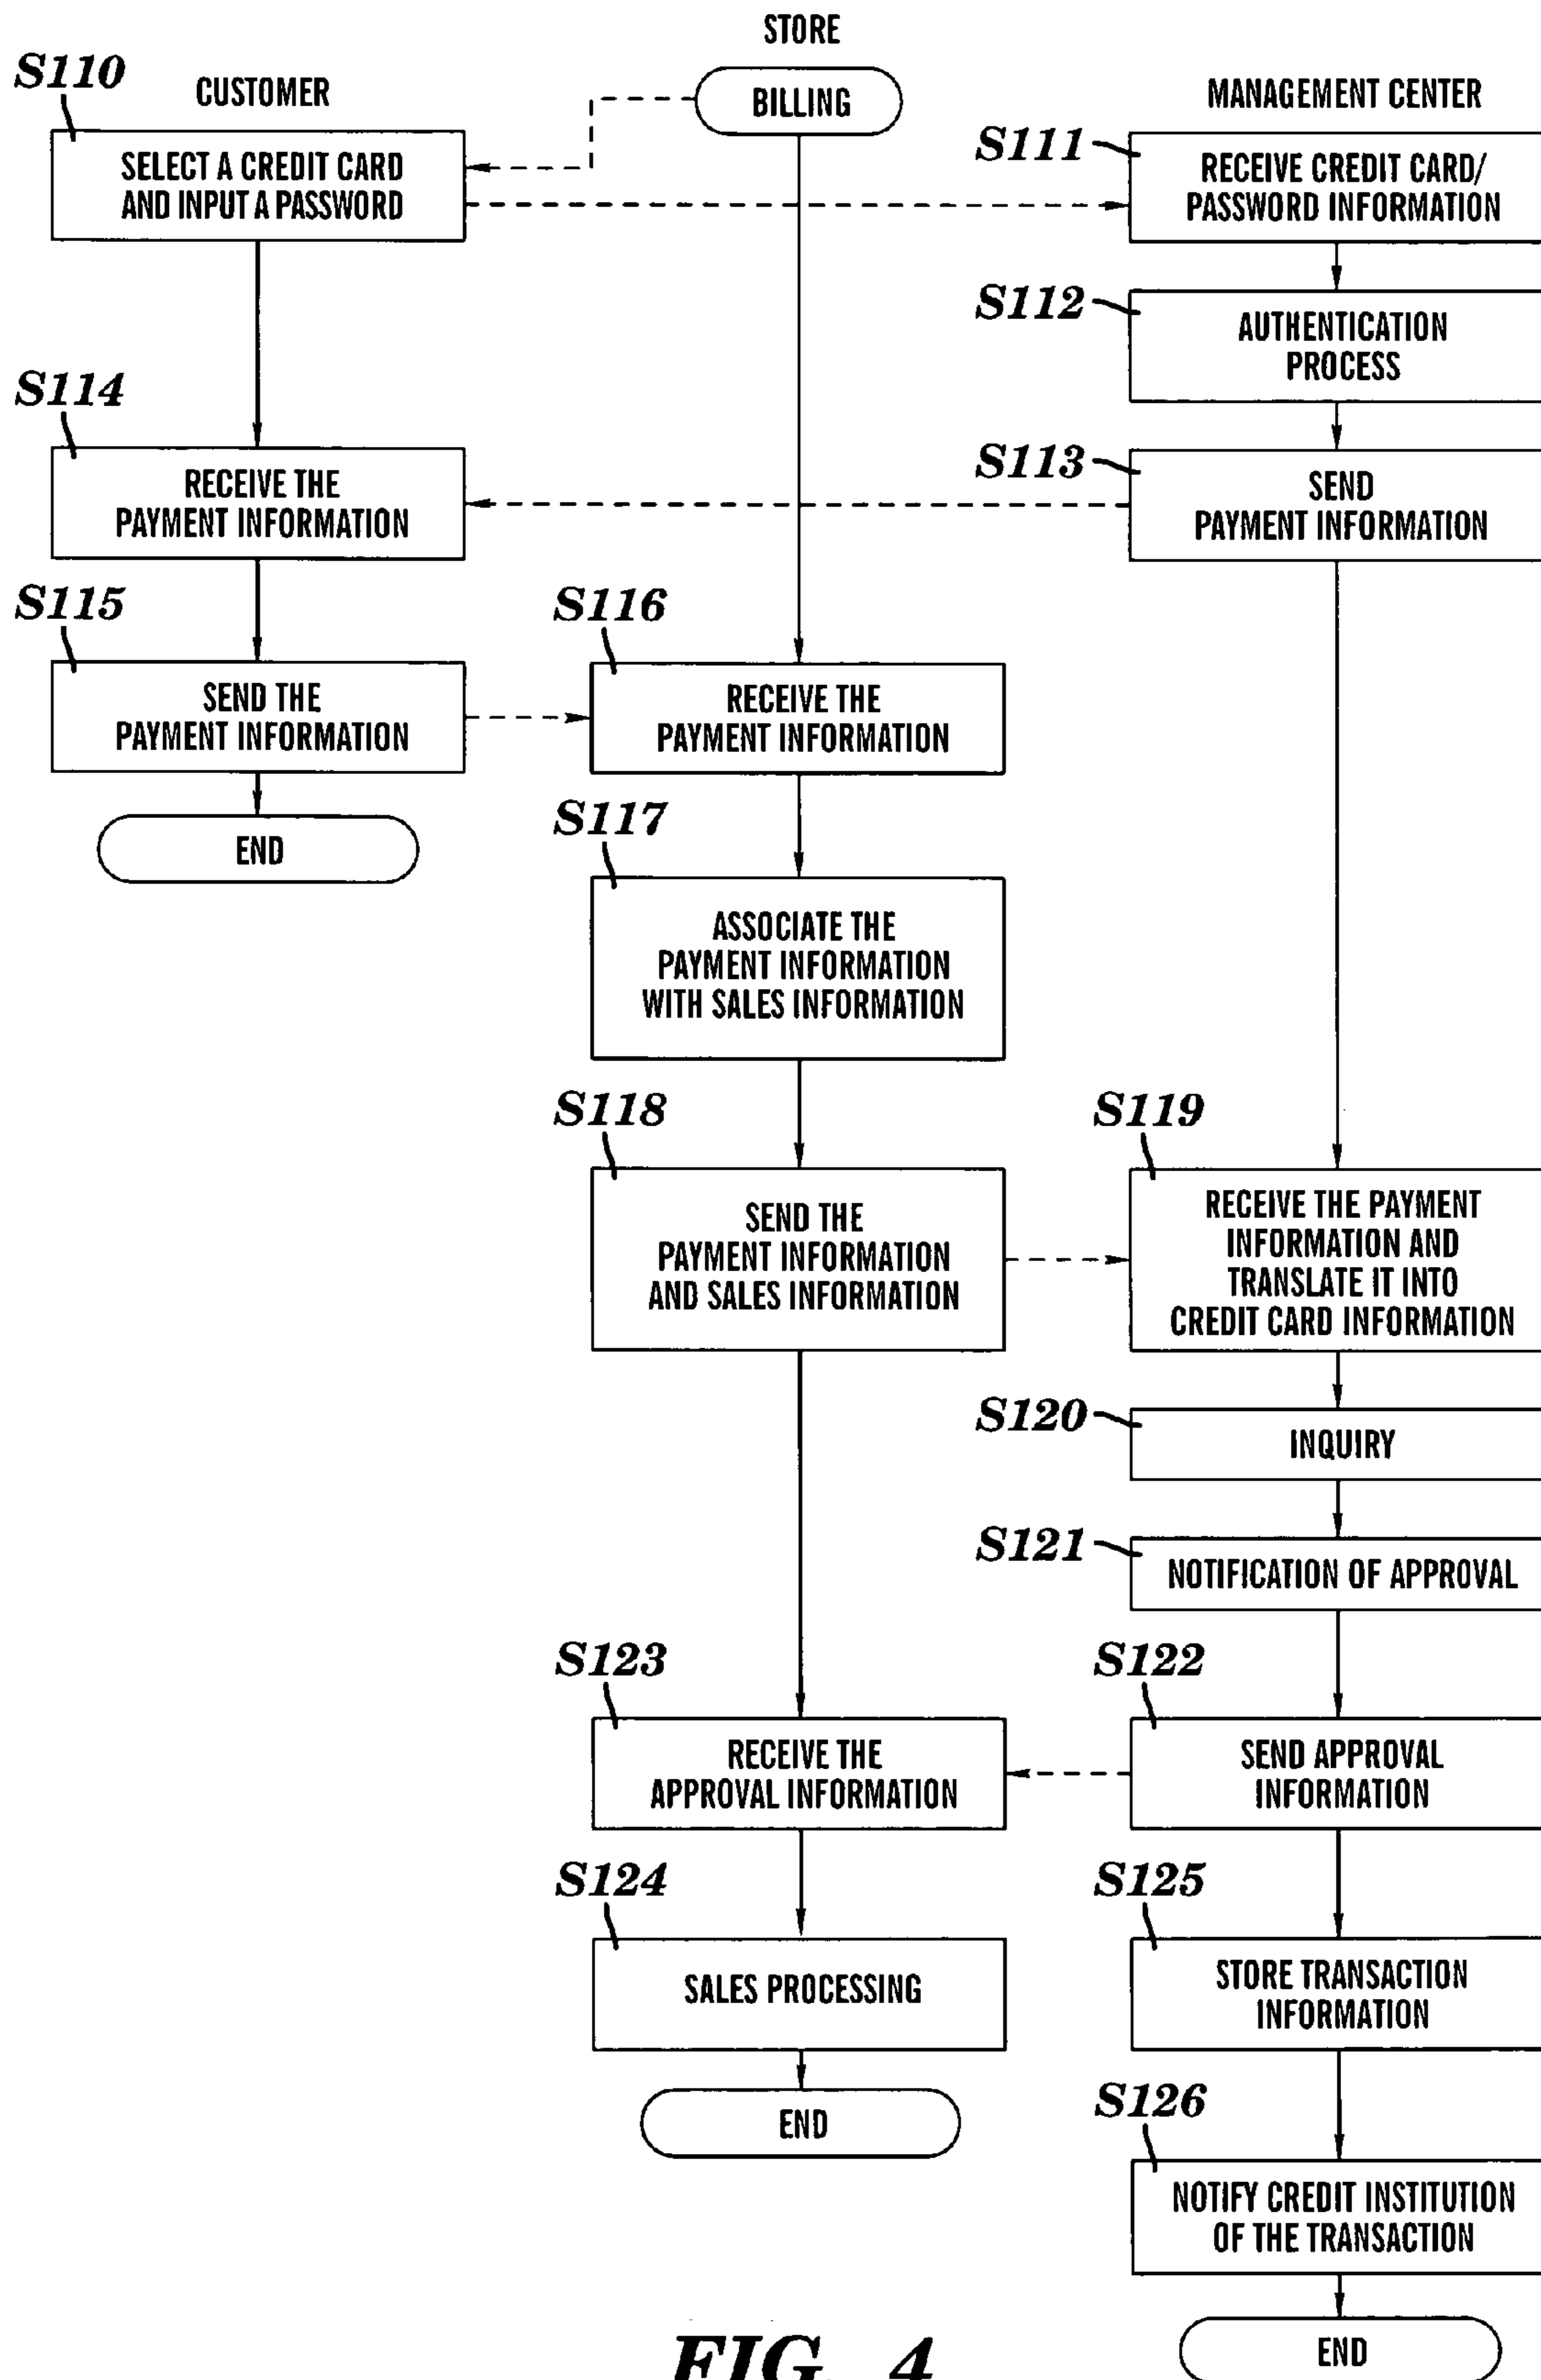 STORE
S110
CUSTOMER
BILLING
MANAGEMENT CENTER
SELECT A CREDIT CARD
AND INPUT A PASSWORD
S111
RECEIVE CREDIT CARD/
PASSWORD INFORMATION
S112
AUTHENTICATION
PROCESS
S114
RECEIVE THE
PAYMENT INFORMATION
S113
SEND
PAYMENT INFORMATION
S115
SEND THE
PAYMENT INFORMATION
S116
RECEIVE THE
PAYMENT INFORMATION
END
S117
ASSOCIATE THE
PAYMENT INFORMATION
WITH SALES INFORMATION
S118
SEND THE
PAYMENT INFORMATION
AND SALES INFORMATION
S119
RECEIVE THE PAYMENT
INFORMATION AND
TRANSLATE IT INTO
CREDIT CARD INFORMATION
S120
INQUIRY
S121
NOTIFICATION OF APPROVAL
S123
RECEIVE THE
APPROVAL INFORMATION
S122
SEND APPROVAL
INFORMATION
S124
SALES PROCESSING
S125
STORE TRANSACTION
INFORMATION
END
S126
NOTIFY CREDIT INSTITUTION
OF THE TRANSACTION
END
FIG. 4